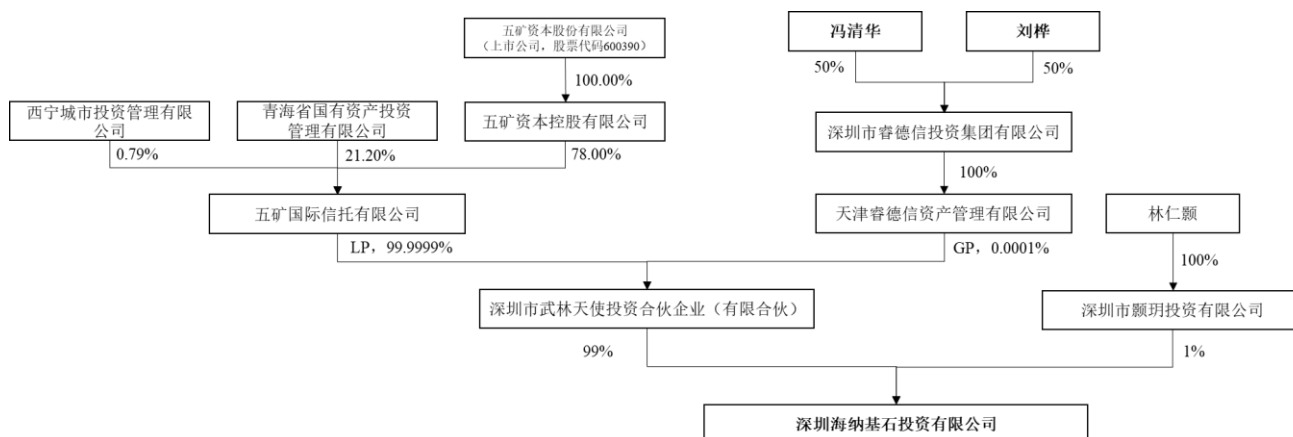 五矿资本股份有限公司
（上市公司，股票代码600390）
冯清华
刘桦
50%
50%
100.00%
西宁城市投资管理有限
公司
青海省国有资产投资
管理有限公司
五矿资本控股有限公司
深圳市睿德信投资集团有限公司
0.79%
21.20%
78.00%
100%
五矿国际信托有限公司
天津睿德信资产管理有限公司
林仁颢
LP，99.9999%
GP，0.0001%
100%
深圳市武林天使投资合伙企业（有限合伙）
深圳市颢玥投资有限公司
99%
1%
深圳海纳基石投资有限公司